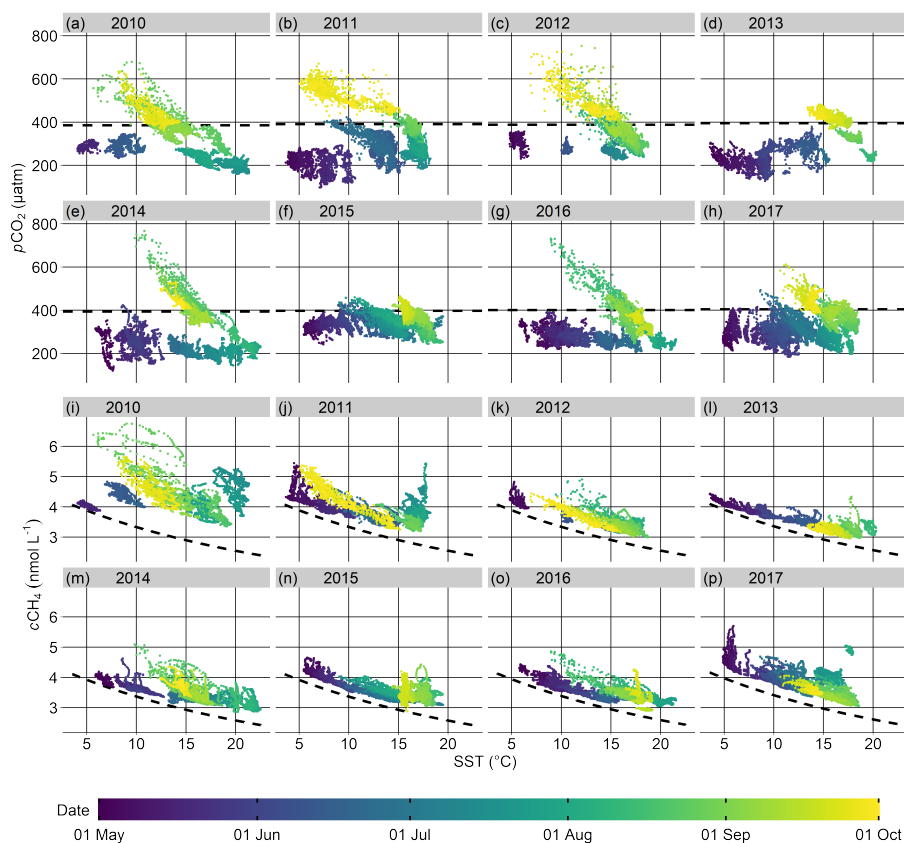 (a) 2010 (b) 2011 (c) 2012 (d) 2013
800
600
400
200
(e) 2014 (f) 2015 (g) 2016 (h) 2017
800
600
400
200
pCO₂ (µatm)
(i) 2010 (j) 2011 (k) 2012 (l) 2013
6
5
4
3
(m) 2014 (n) 2015 (o) 2016 (p) 2017
6
5
4
3
cCH₄ (nmol L⁻¹)
5 10 15 20 5 10 15 20 5 10 15 20 5 10 15 20
SST (°C)
Date
01 May 01 Jun 01 Jul 01 Aug 01 Sep 01 Oct